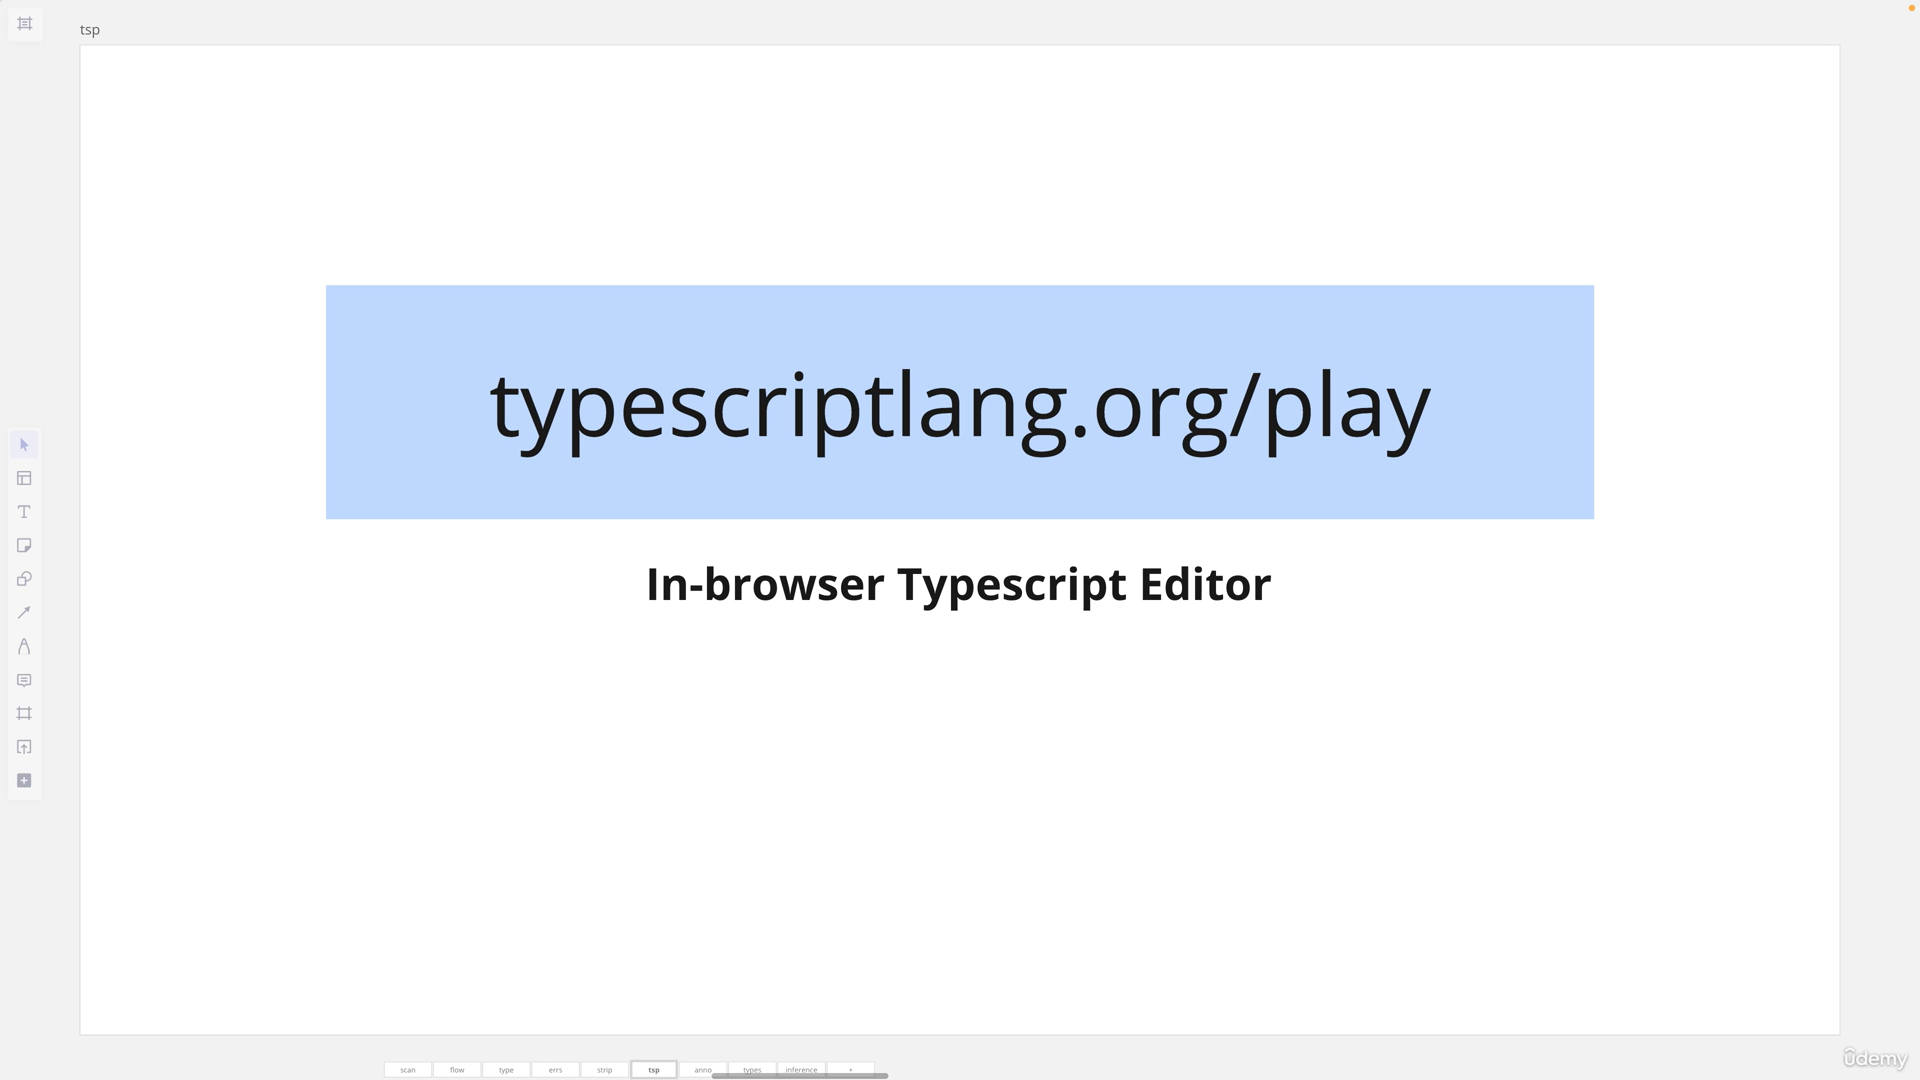 tsp
typescriptlang.org/play
In-browser Typescript Editor
scan flow type errs strip tsp anno types inference +
ûdemy